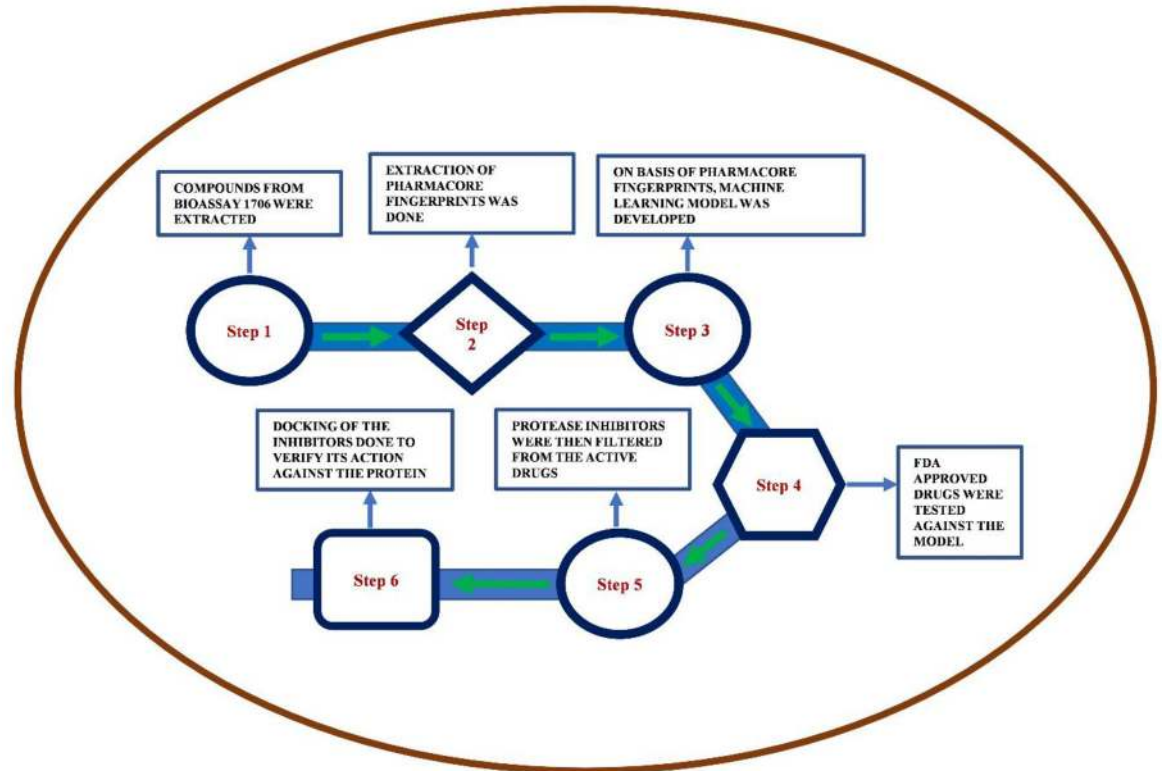 COMPOUNDS FROM
BIOASSAY 1706 WERE
EXTRACTED
EXTRACTION OF
PHARMACORE
FINGERPRINTS WAS
DONE
ON BASIS OF PHARMACORE
FINGERPRINTS, MACHINE
LEARNING MODEL WAS
DEVELOPED
Step 1
Step
2
Step 3
DOCKING OF THE
INHIBITORS DONE TO
VERIFY ITS ACTION
AGAINST THE PROTEIN
PROTEASE INHIBITORS
WERE THEN FILTERED
FROM THE ACTIVE
DRUGS
Step 4
FDA
APPROVED
DRUGS WERE
TESTED
AGAINST THE
MODEL
Step 6
Step 5